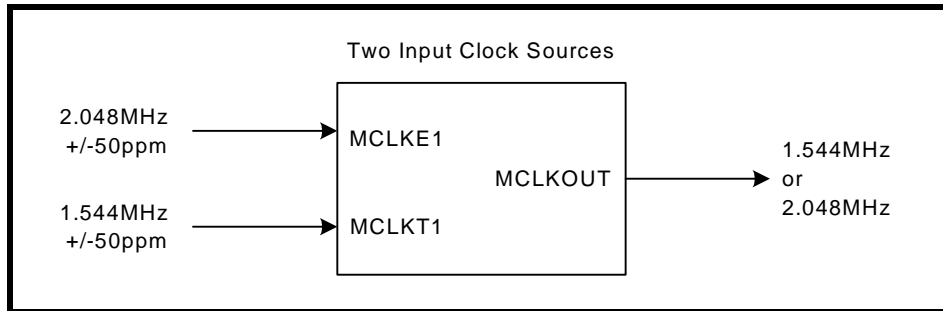 Two Input Clock Sources
2.048MHz
+/-50ppm
MCLKE1
1.544MHz
+/-50ppm
MCLKT1
MCLKOUT
1.544MHz
or
2.048MHz